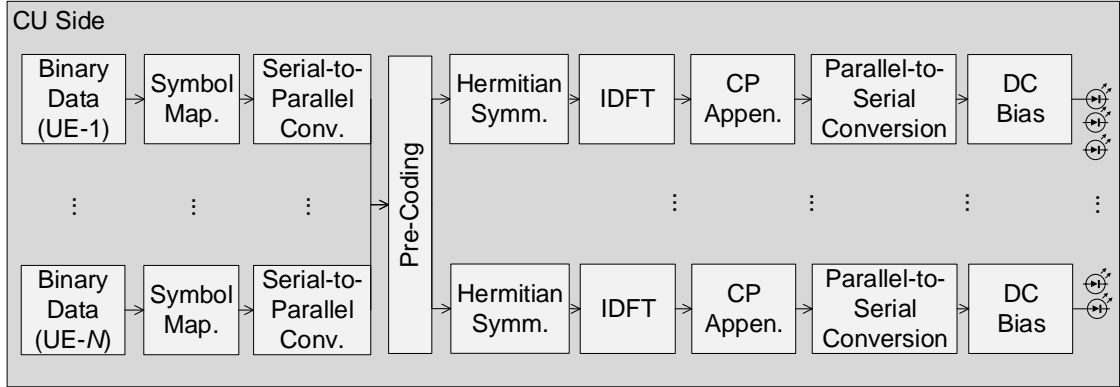 CU Side
Binary
Data
(UE-1)
Symbol
Map.
Serial-to-
Parallel
Conv.
Pre-Coding
Hermitian
Symm.
IDFT
CP
Appen.
Parallel-to-
Serial
Conversion
DC
Bias
Binary
Data
(UE-N)
Symbol
Map.
Serial-to-
Parallel
Conv.
Hermitian
Symm.
IDFT
CP
Appen.
Parallel-to-
Serial
Conversion
DC
Bias